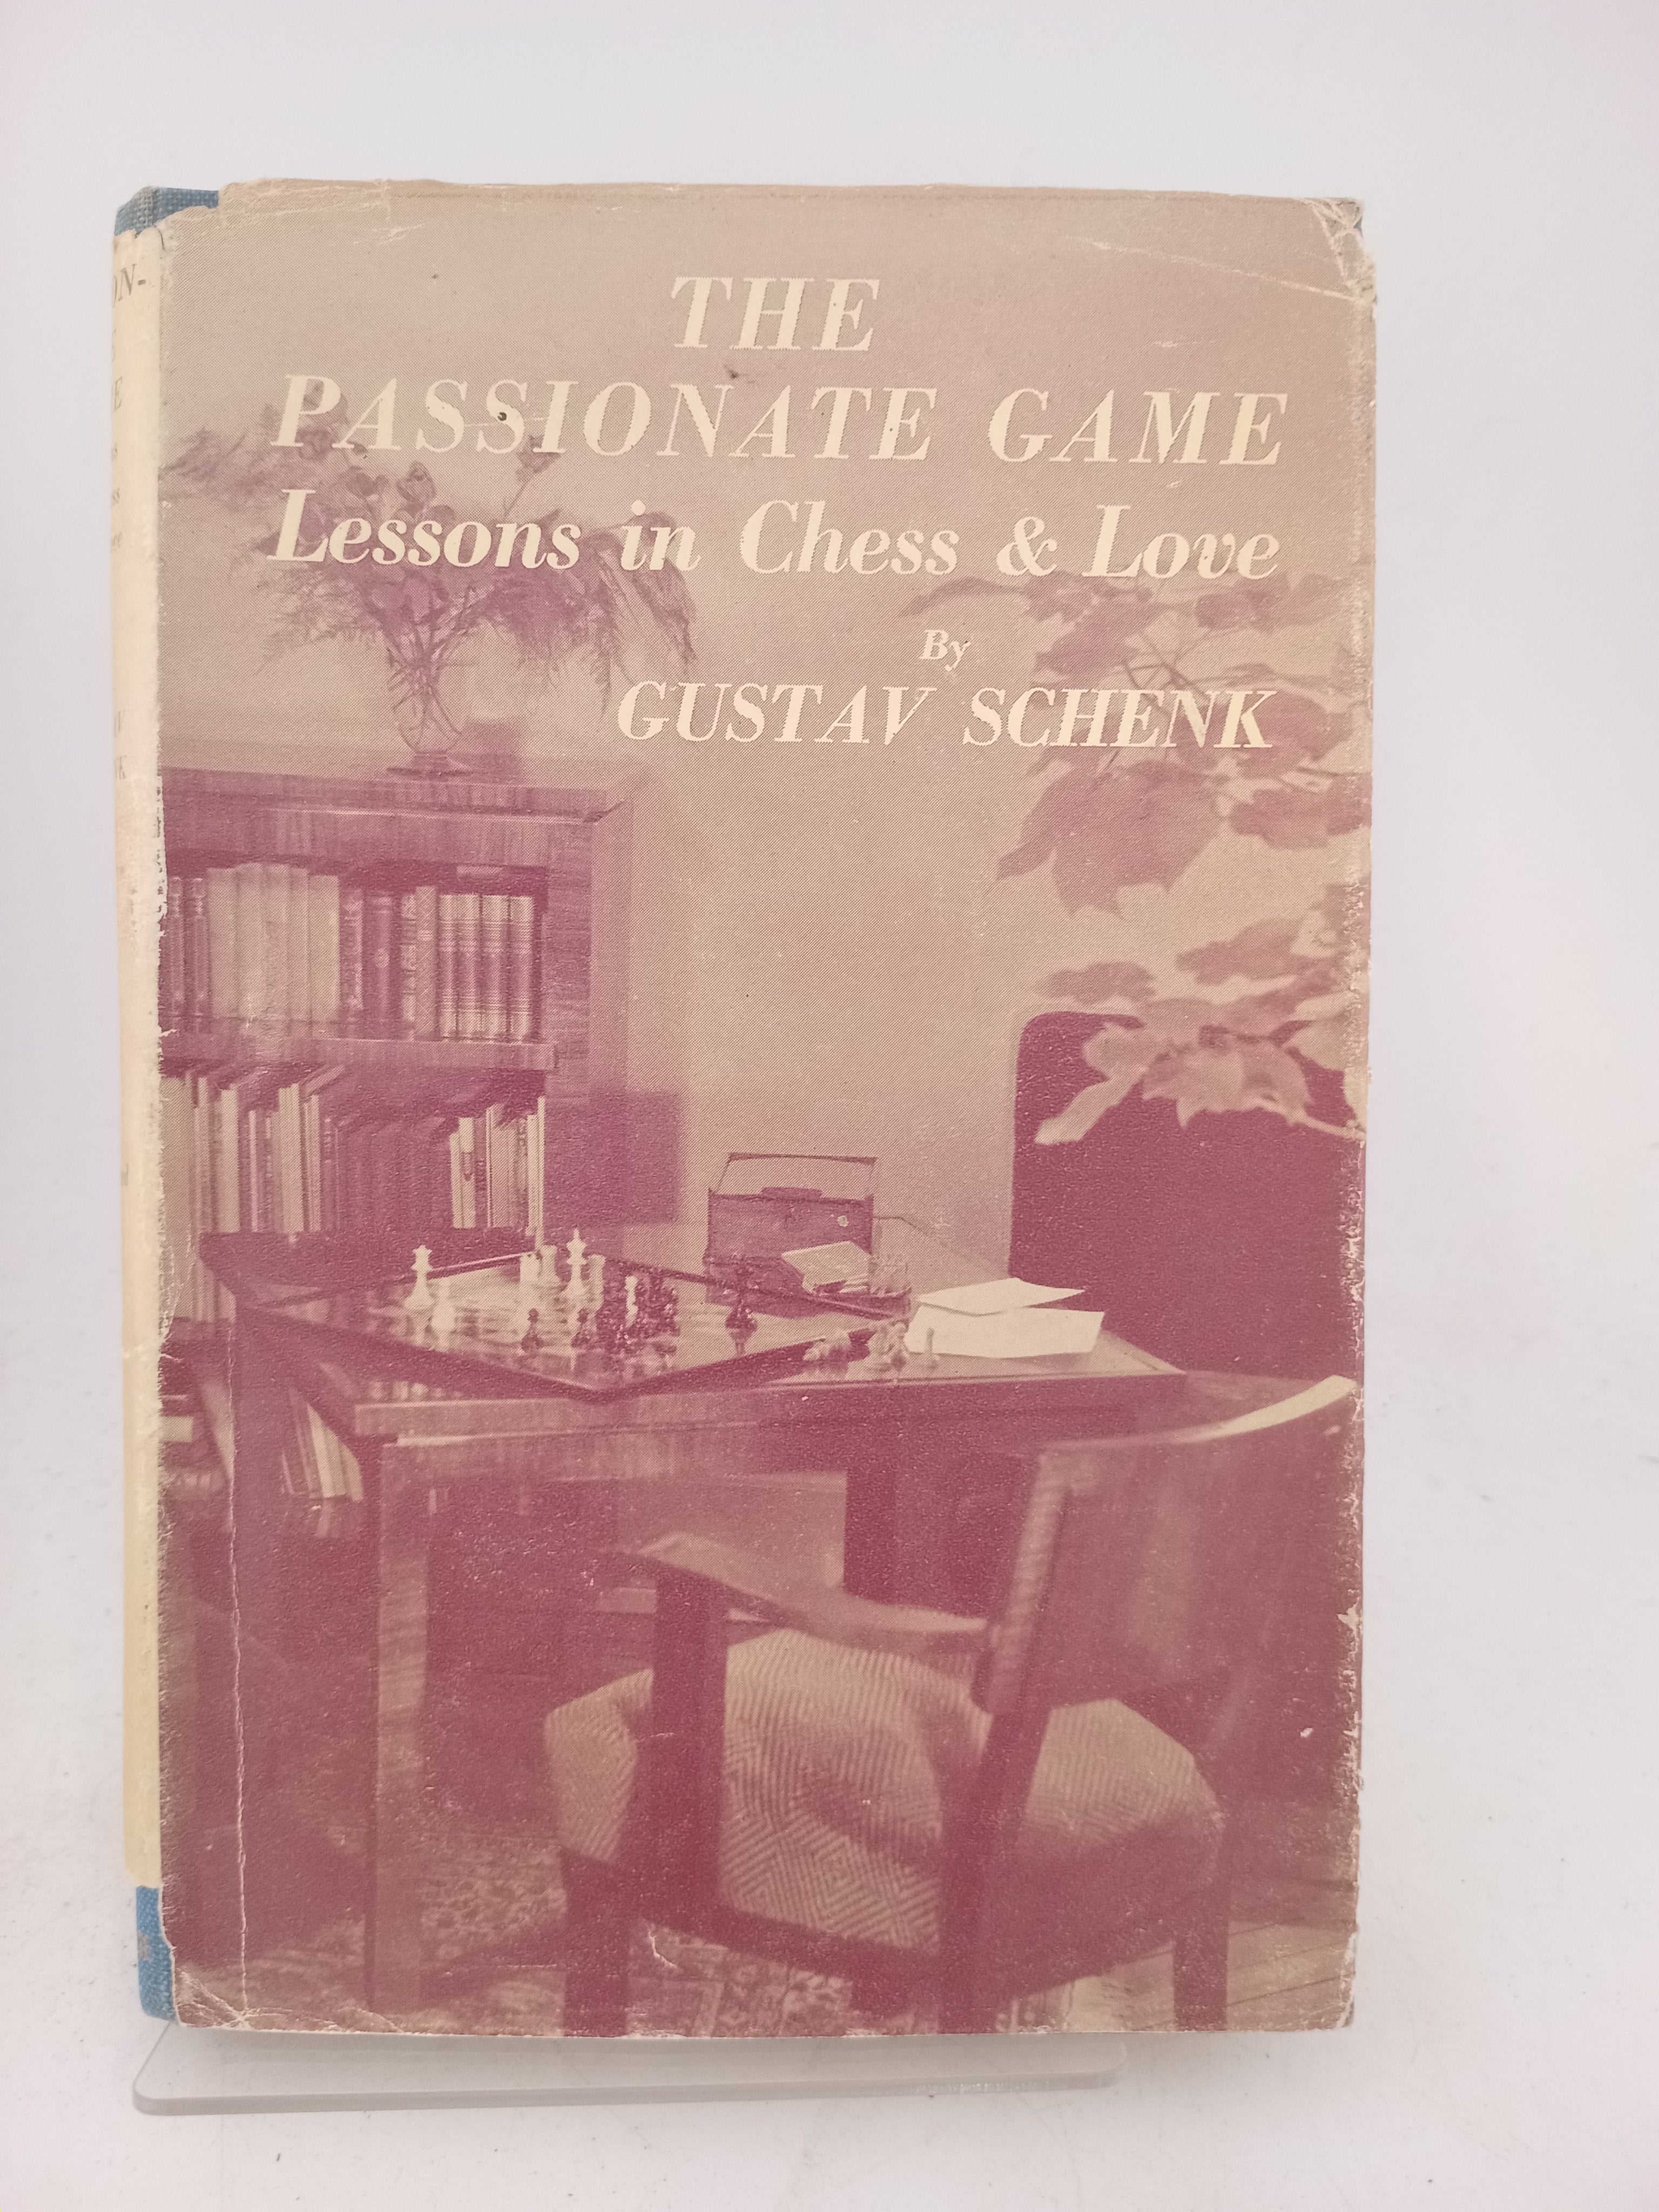 THE
PASSIONATE GAME
Lessons in Chess & Love
By
GUSTAV SCHENK